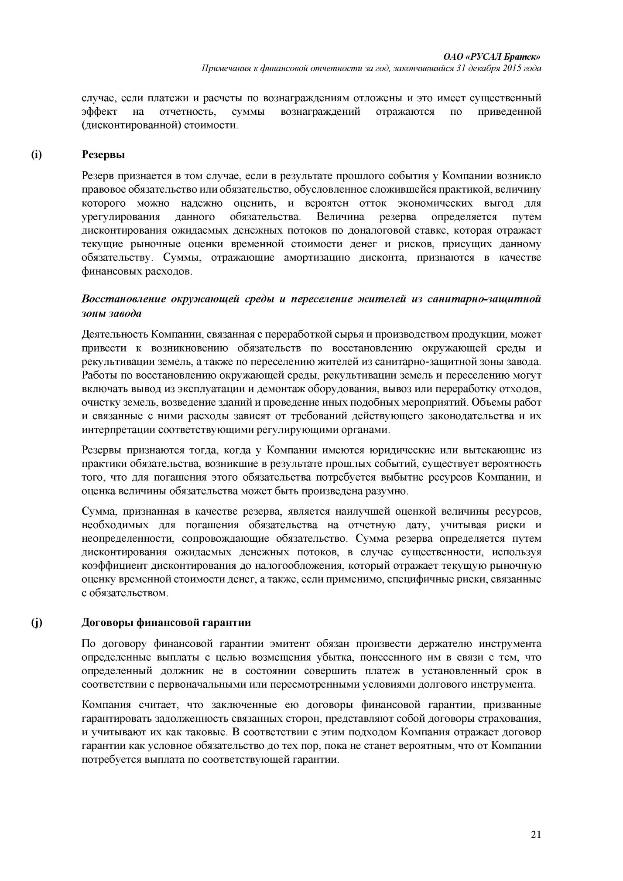 ОАО «РУСАЛ Братск»
Примечания к финансовой отчетности за год, закончившийся 31 декабря 2015 года
случае, если платежи и расчеты по вознаграждениям отложены и это имеет существенный
эффект на отчетность, суммы вознаграждений отражаются по приведенной
(дисконтированной) стоимости.
(i) Резервы
Резерв признается в том случае, если в результате прошлого события у Компании возникло
правовое обязательство или обязательство, обусловленное сложившейся практикой, величину
которого можно надежно оценить, и вероятен отток экономических выгод для
урегулирования данного обязательства. Величина резерва определяется путем
дисконтирования ожидаемых денежных потоков по доналоговой ставке, которая отражает
текущие рыночные оценки временной стоимости денег и рисков, присущих данному
обязательству. Суммы, отражающие амортизацию дисконта, признаются в качестве
финансовых расходов.
Восстановление окружающей среды и переселение жителей из санитарно-защитной
зоны завода
Деятельность Компании, связанная с переработкой сырья и производством продукции, может
привести к возникновению обязательств по восстановлению окружающей среды и
рекультивации земель, а также по переселению жителей из санитарно-защитной зоны завода.
Работы по восстановлению окружающей среды, рекультивации земель и переселению могут
включать вывод из эксплуатации и демонтаж оборудования, вывоз или переработку отходов,
очистку земель, возведение зданий и проведение иных подобных мероприятий. Объемы работ
и связанные с ними расходы зависят от требований действующего законодательства и их
интерпретации соответствующими регулирующими органами.
Резервы признаются тогда, когда у Компании имеются юридические или вытекающие из
практики обязательства, возникшие в результате прошлых событий, существует вероятность
того, что для погашения этого обязательства потребуется выбытие ресурсов Компании, и
оценка величины обязательства может быть произведена разумно.
Сумма, признанная в качестве резерва, является наилучшей оценкой величины ресурсов,
необходимых для погашения обязательства на отчетную дату, учитывая риски и
неопределенности, сопровождающие обязательство. Сумма резерва определяется путем
дисконтирования ожидаемых денежных потоков, в случае существенности, используя
коэффициент дисконтирования до налогообложения, который отражает текущую рыночную
оценку временной стоимости денег, а также, если применимо, специфичные риски, связанные
с обязательством.
(j) Договоры финансовой гарантии
По договору финансовой гарантии эмитент обязан произвести держателю инструмента
определенные выплаты с целью возмещения убытка, понесенного им в связи с тем, что
определенный должник не в состоянии совершить платеж в установленный срок в
соответствии с первоначальными или пересмотренными условиями долгового инструмента.
Компания считает, что заключенные ею договоры финансовой гарантии, призванные
гарантировать задолженность связанных сторон, представляют собой договоры страхования,
и учитывают их как таковые. В соответствии с этим подходом Компания отражает договор
гарантии как условное обязательство до тех пор, пока не станет вероятным, что от Компании
потребуется выплата по соответствующей гарантии.
21